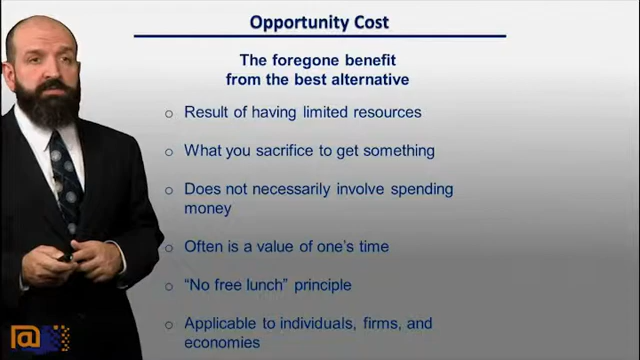 Opportunity Cost
The foregone benefit
from the best alternative
Result of having limited resources
What you sacrifice to get something
Does not necessarily involve spending
money
Often is a value of one's time
“No free lunch” principle
Applicable to individuals, firms, and
economies
@